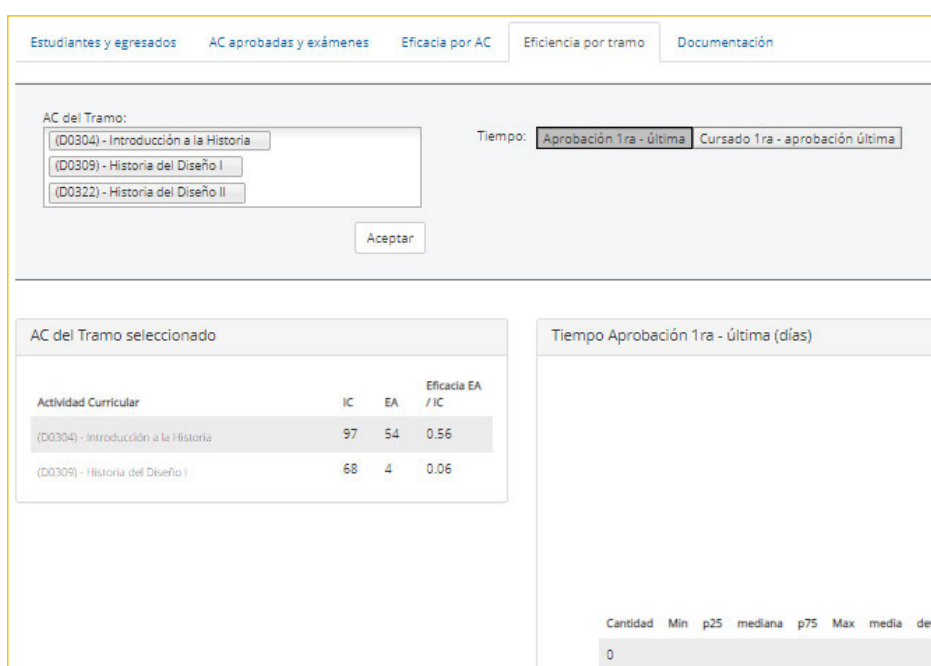 Estudiantes y egresados AC aprobadas y exámenes Eficacia por AC Eficiencia por tramo Documentación
AC del Tramo:
(D0304) - Introducción a la Historia
(D0309) - Historia del Diseño I
(D0322) - Historia del Diseño II
Tiempo: Aprobación 1ra - última Cursado 1ra - aprobación última
Aceptar
AC del Tramo seleccionado
Actividad Curricular IC EA Eficacia EA / IC
(D0304) - Introducción a la Historia 97 54 0.56
(D0309) - Historia del Diseño I 68 4 0.06
Tiempo Aprobación 1ra - última (días)
Cantidad Min p25 mediana p75 Max media
0